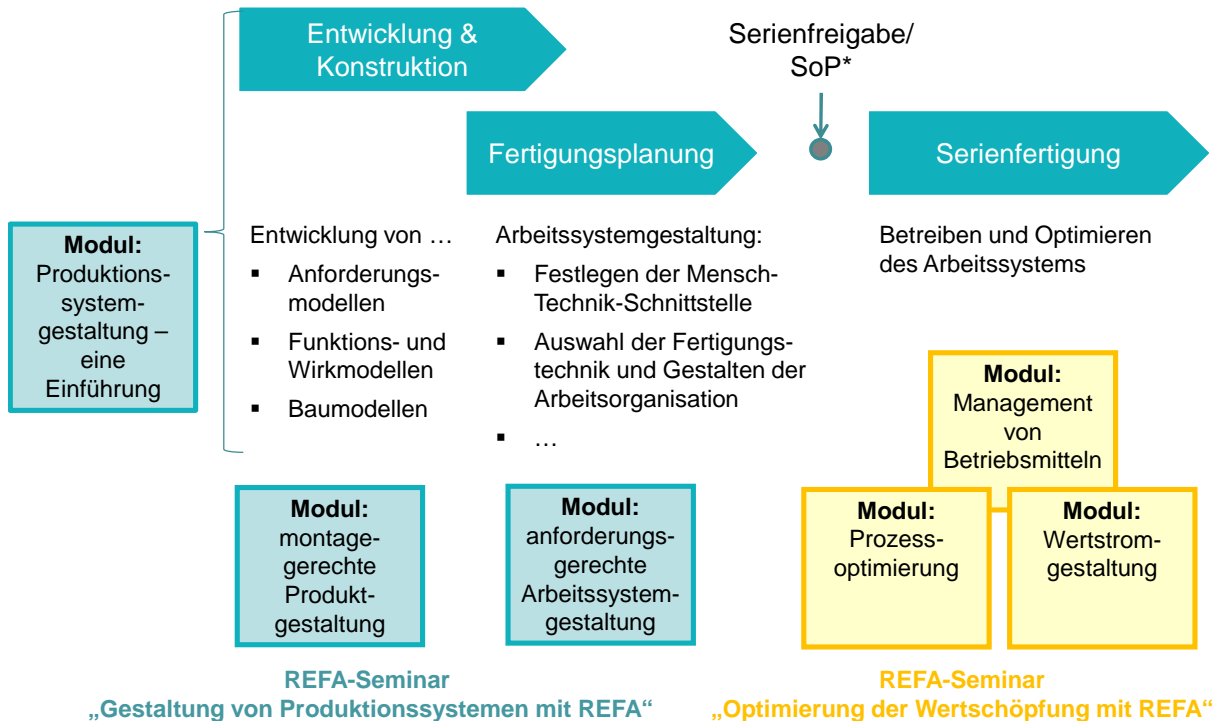 Entwicklung &
Konstruktion
Serienfreigabe/
SoP*
Fertigungsplanung
Serienfertigung
Modul:
Produktions-
system-
gestaltung –
eine
Einführung
Entwicklung von …
▪ Anforderungs-
modellen
▪ Funktions- und
Wirkmodellen
▪ Baumodellen
Arbeitssystemgestaltung:
▪ Festlegen der Mensch-
Technik-Schnittstelle
▪ Auswahl der Fertigungs-
technik und Gestalten der
Arbeitsorganisation
▪ …
Betreiben und Optimieren
des Arbeitssystems
Modul:
Management
von
Betriebsmitteln
Modul:
montage-
gerechte
Produkt-
gestaltung
Modul:
anforderungs-
gerechte
Arbeitssystem-
gestaltung
Modul:
Prozess-
optimierung
Modul:
Wertstrom-
gestaltung
REFA-Seminar
„Gestaltung von Produktionssystemen mit REFA“
REFA-Seminar
„Optimierung der Wertschöpfung mit REFA“